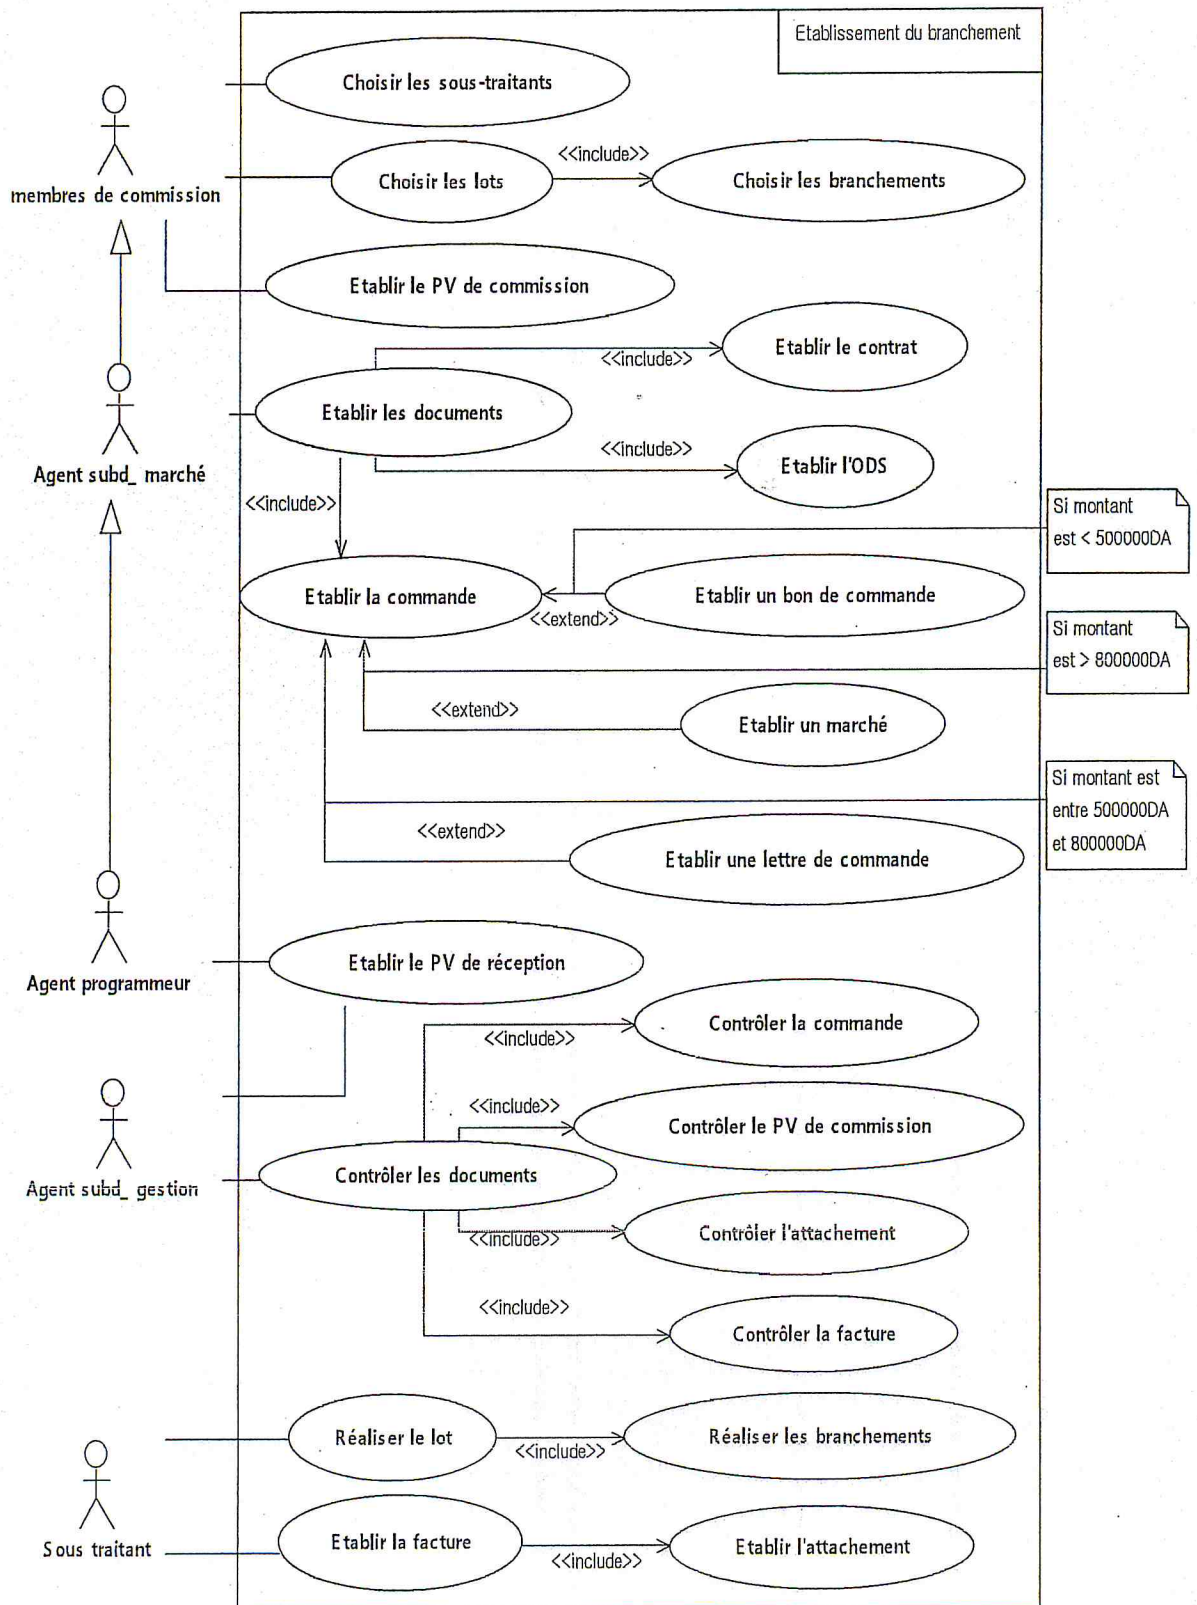 Etablissement du branchement
Choisir les sous-traitants
membres de commission
Choisir les lots
<<include>>
Choisir les branchements
Etablir le PV de commission
Etablir le contrat
<<include>>
Etablir les documents
Agent subd_ marché
<<include>>
Etablir l'ODS
<<include>>
Si montant
est < 500000DA
Etablir la commande
<<extend>>
Etablir un bon de commande
Si montant
est > 800000DA
<<extend>>
Etablir un marché
Si montant est
entre 500000DA
et 800000DA
<<extend>>
Etablir une lettre de commande
Agent programmeur
Etablir le PV de réception
<<include>>
Contrôler la commande
<<include>>
Contrôler le PV de commission
Agent subd_ gestion
Contrôler les documents
<<include>>
Contrôler l'attachement
<<include>>
Contrôler la facture
Réaliser le lot
<<include>>
Réaliser les branchements
Sous traitant
Etablir la facture
<<include>>
Etablir l'attachement